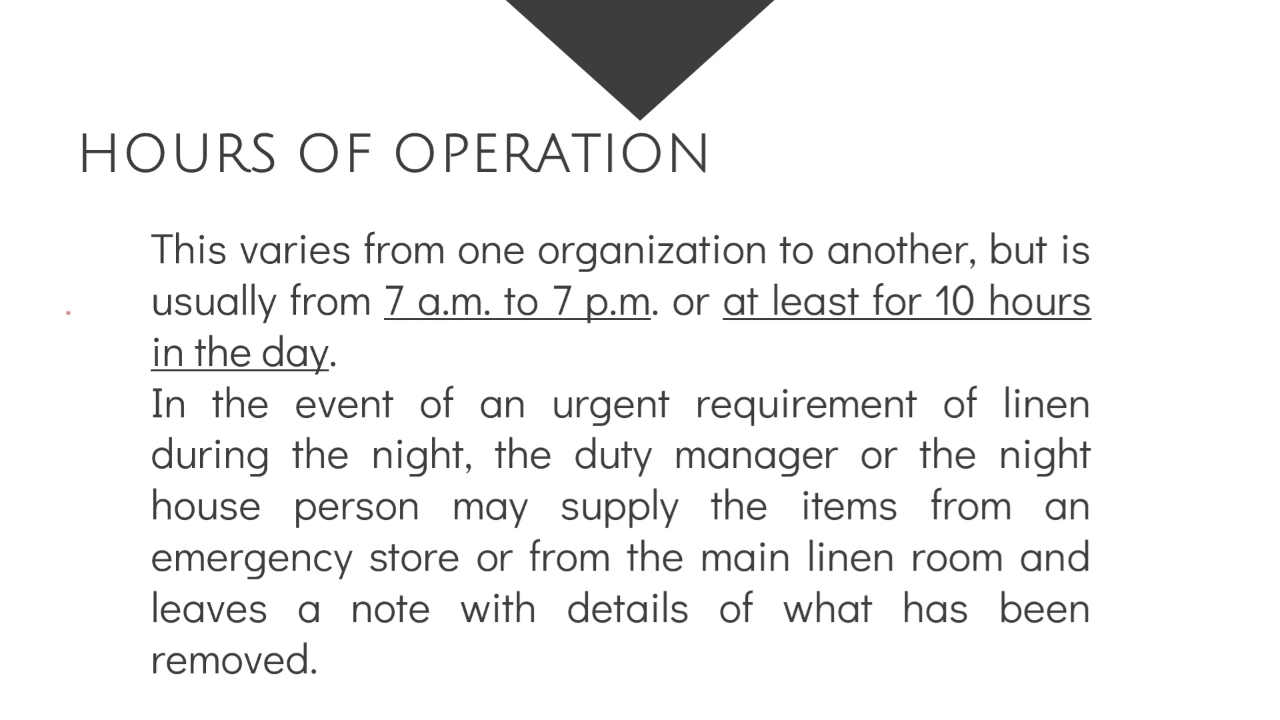 HOURS OF OPERATION
This varies from one organization to another, but is
usually from 7 a.m. to 7 p.m. or at least for 10 hours
in the day.
In the event of an urgent requirement of linen
during the night, the duty manager or the night
house person may supply the items from an
emergency store or from the main linen room and
leaves a note with details of what has been
removed.